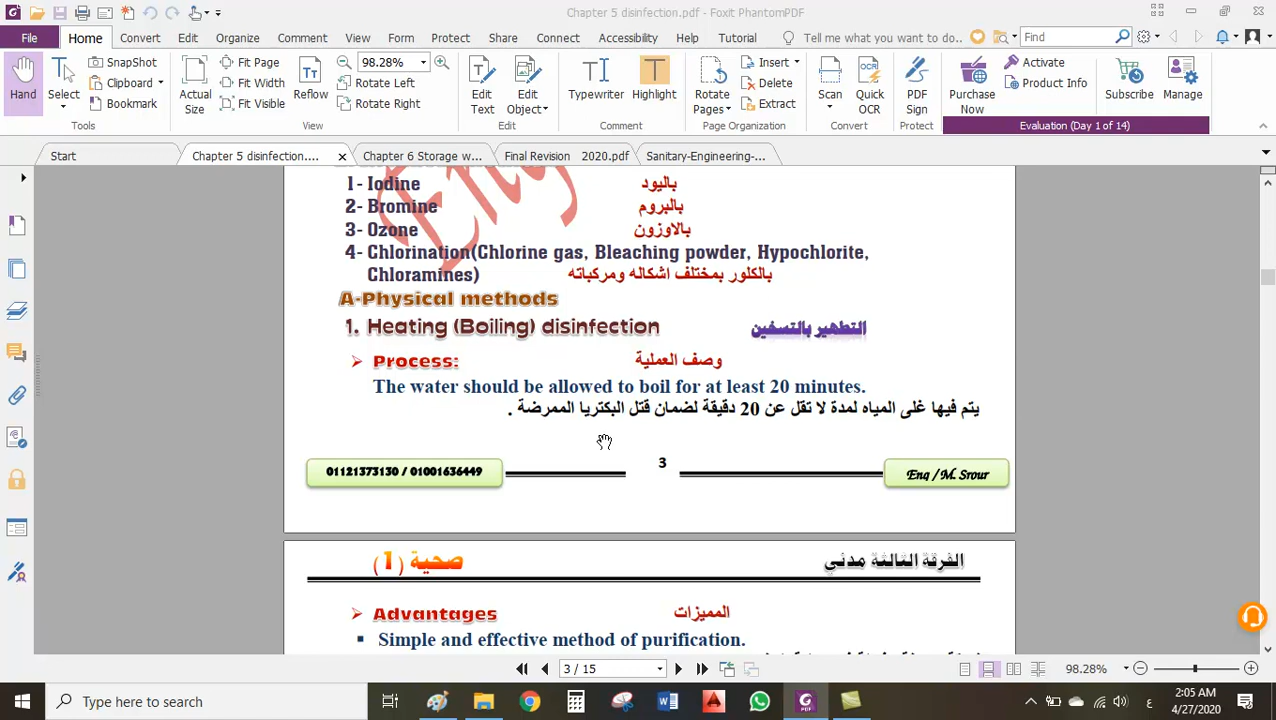 Chapter 5 disinfection.pdf - Foxit PhantomPDF
File Home Convert Edit Organize Comment View Form Protect Share Connect Accessibility Help Tutorial Tell me what you want to do.. Find
Hand
Select
SnapShot
Clipboard
Bookmark
Tools
Actual Size
Fit Page
Fit Width
Fit Visible
Reflow
98.28%
Rotate Left
Rotate Right
View
Edit Text
Edit Object
Edit
Typewriter
Highlight
Comment
Rotate Pages
Insert
Delete
Extract
Page Organization
Scan
Quick OCR
Convert
PDF Sign
Protect
Purchase Now
Activate
Product Info
Subscribe
Manage
Evaluation (Day 1 of 14)
Start Chapter 5 disinfection.... Chapter 6 Storage w... Final Revision 2020.pdf Sanitary-Engineering-...
Eng
1- Iodine باليود
2- Bromine بالبروم
3- Ozone بالاوزون
4- Chlorination(Chlorine gas, Bleaching powder, Hypochlorite,
Chloramines) بالكلور بمختلف اشكاله ومركباته
A-Physical methods
1. Heating (Boiling) disinfection التطهير بالتسخين
Process: وصف العملية
The water should be allowed to boil for at least 20 minutes.
يتم فيها غلى المياه لمدة لا تقل عن 20 دقيقة لضمان قتل البكتريا الممرضة .
01121373130 / 01001636449 3 Eng / M. Srour
صحية (1) الفرقة الثالثة مدني
Advantages المميزات
Simple and effective method of purification.
3 / 15 98.28%
Type here to search
ع
2:05 AM
4/27/2020